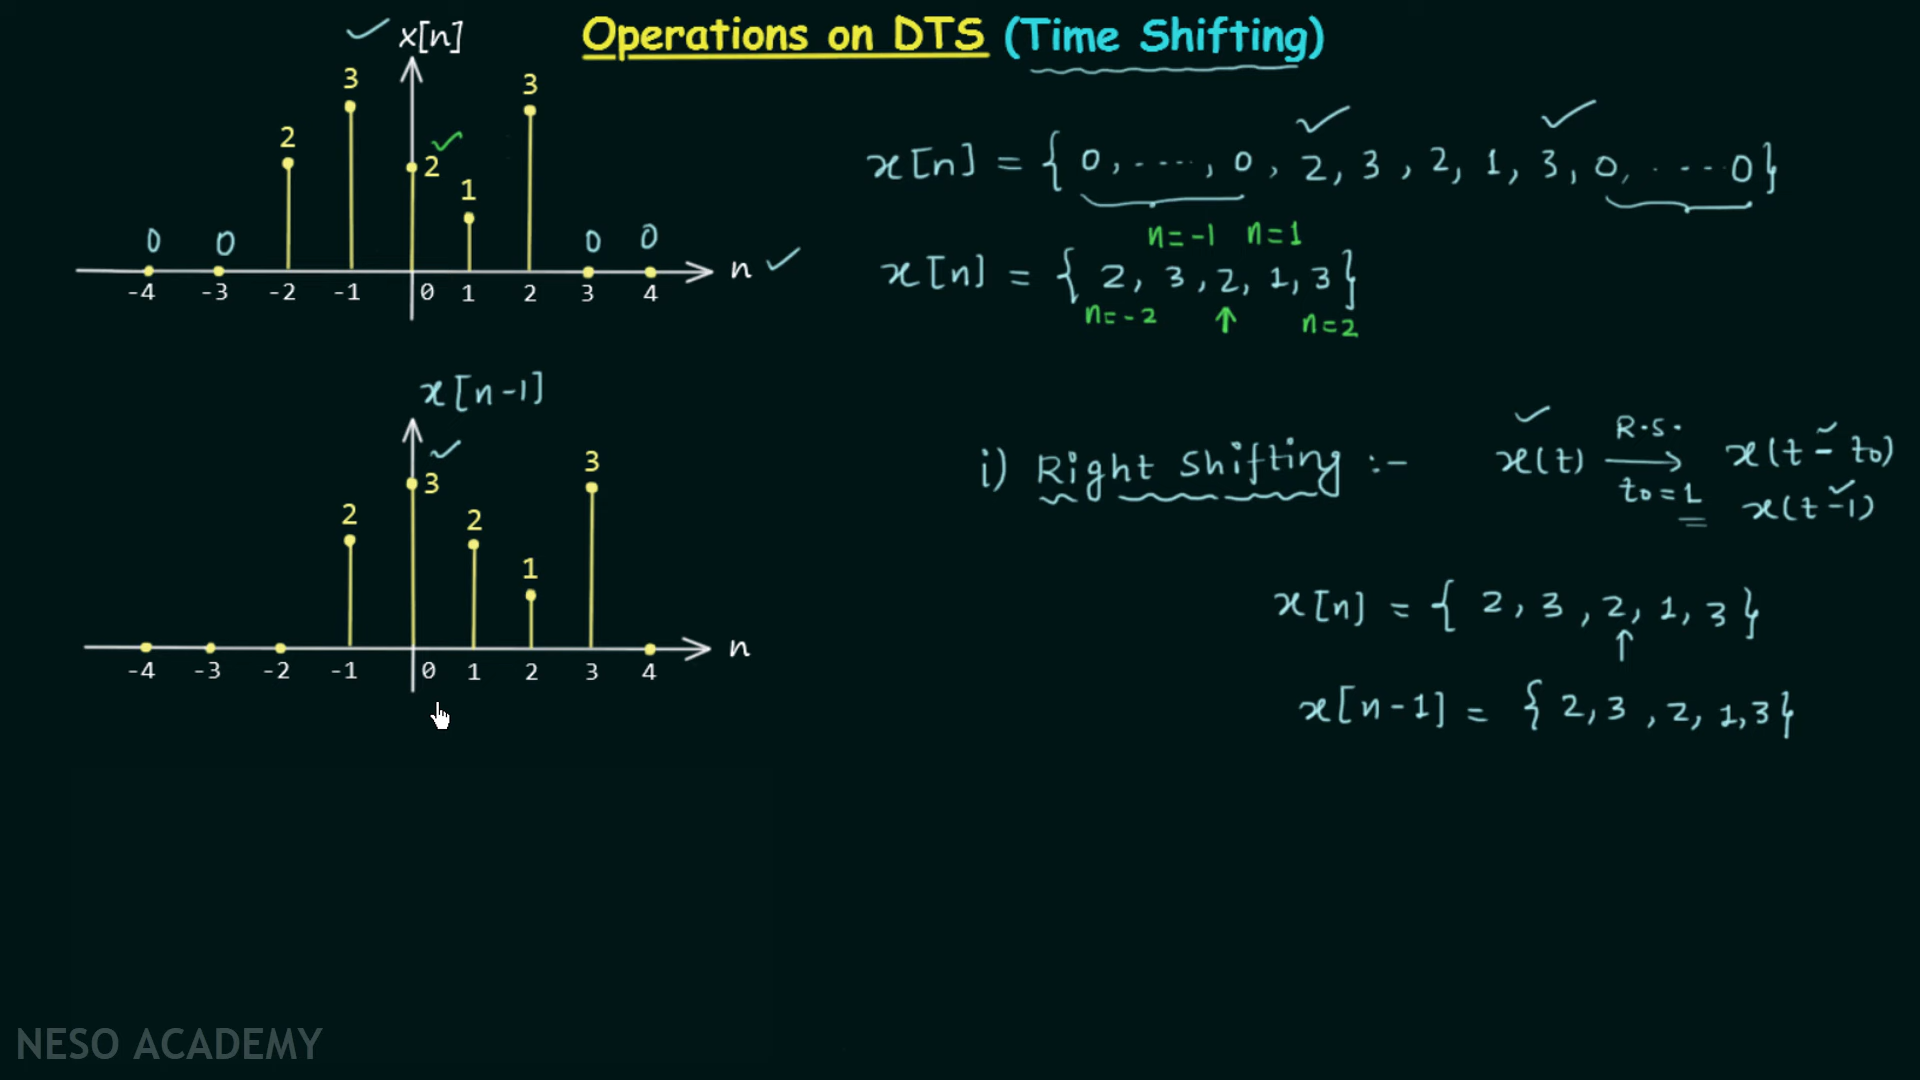 Operations on DTS (Time Shifting)
x[n]
3
3
2
2
1
0 0 0 0
n
-4 -3 -2 -1 0 1 2 3 4
x[n] = { 0, ...., 0, 2, 3, 2, 1, 3, 0, ....0}
n=-1 n=1
x[n] = { 2, 3, 2, 1, 3}
n=-2 ↑ n=2
x[n-1]
3
3
2
2
1
n
-4 -3 -2 -1 0 1 2 3 4
i) Right Shifting :-
x(t) R.S. → t0=1 x(t-t0)
x(t-1)
x[n] = { 2, 3, 2, 1, 3}
↑
x[n-1] = { 2, 3, 2, 1, 3}
NESO ACADEMY